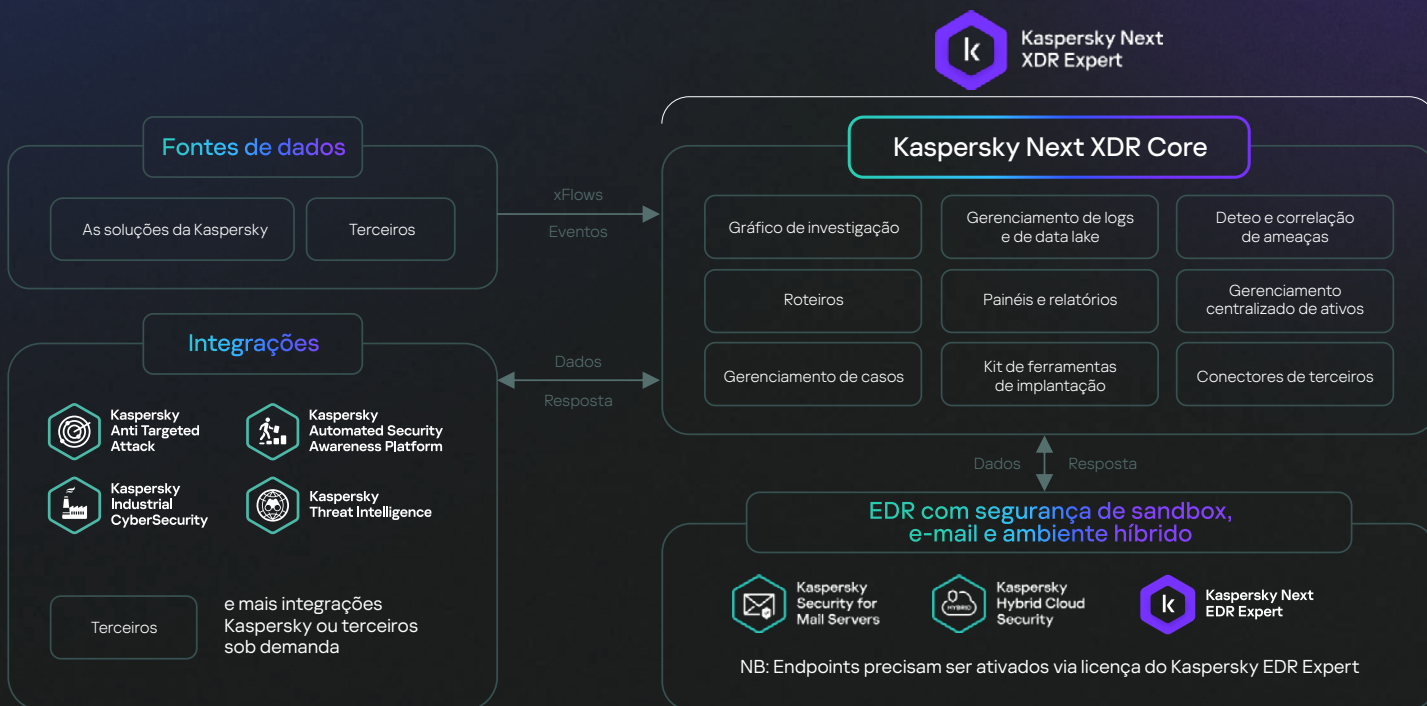 Kaspersky Next
XDR Expert
Fontes de dados
As soluções da Kaspersky
Terceiros
xFlows
Eventos
Kaspersky Next XDR Core
Gráfico de investigação
Gerenciamento de logs
e de data lake
Deteo e correlação
de ameaças
Roteiros
Painéis e relatórios
Gerenciamento
centralizado de ativos
Gerenciamento de casos
Kit de ferramentas
de implantação
Conectores de terceiros
Integrações
Kaspersky
Anti Targeted
Attack
Kaspersky
Automated Security
Awareness Platform
Kaspersky
Industrial
CyberSecurity
Kaspersky
Threat Intelligence
Terceiros
e mais integrações
Kaspersky ou terceiros
sob demanda
Dados
Resposta
Dados
Resposta
EDR com segurança de sandbox,
e-mail e ambiente híbrido
Kaspersky
Security for
Mail Servers
HYBRID
Kaspersky
Hybrid Cloud
Security
Kaspersky Next
EDR Expert
NB: Endpoints precisam ser ativados via licença do Kaspersky EDR Expert